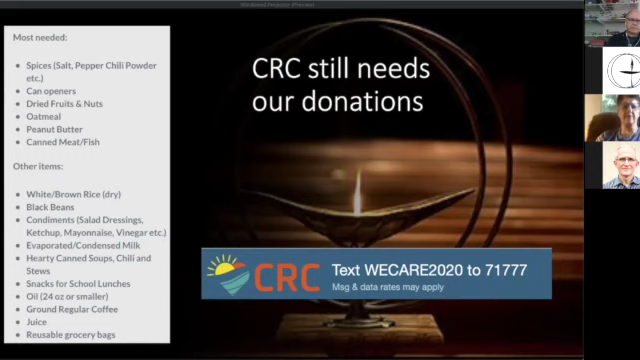 Windowed Projector (Preview)
Most needed:
• Spices (Salt, Pepper Chili Powder
etc.)
• Can openers
• Dried Fruits & Nuts
• Oatmeal
• Peanut Butter
• Canned Meat/Fish
Other items:
• White/Brown Rice (dry)
• Black Beans
• Condiments (Salad Dressings,
Ketchup, Mayonnaise, Vinegar etc.)
• Evaporated/Condensed Milk
• Hearty Canned Soups, Chili and
Stews
• Snacks for School Lunches
• Oil (24 oz or smaller)
• Ground Regular Coffee
• Juice
• Reusable grocery bags
CRC still needs
our donations
CRC
Text WECARE2020 to 71777
Msg & data rates may apply